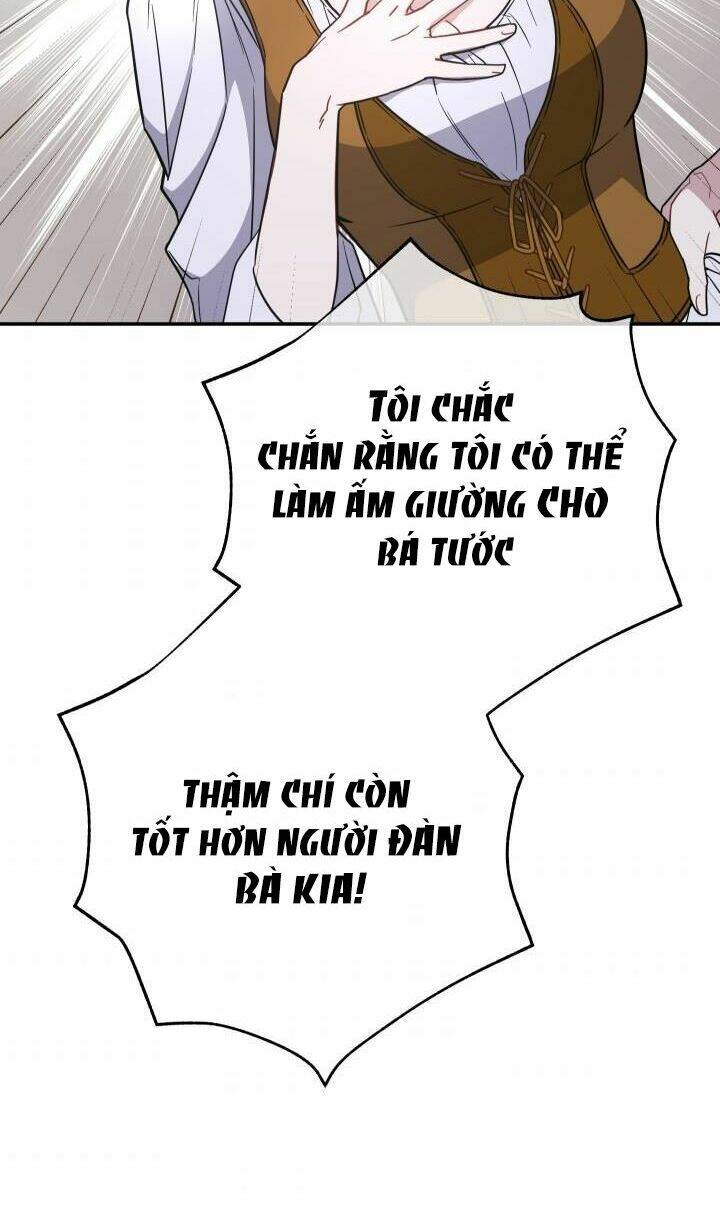 TÔI CHẮC
CHẮN RẰNG TÔI CÓ THỂ
LÀM ẤM GIƯỜNG CHO
BÁ TƯỚC
THẬM CHÍ CÒN
TỐT HƠN NGƯỜI ĐÀN
BÀ KIA!